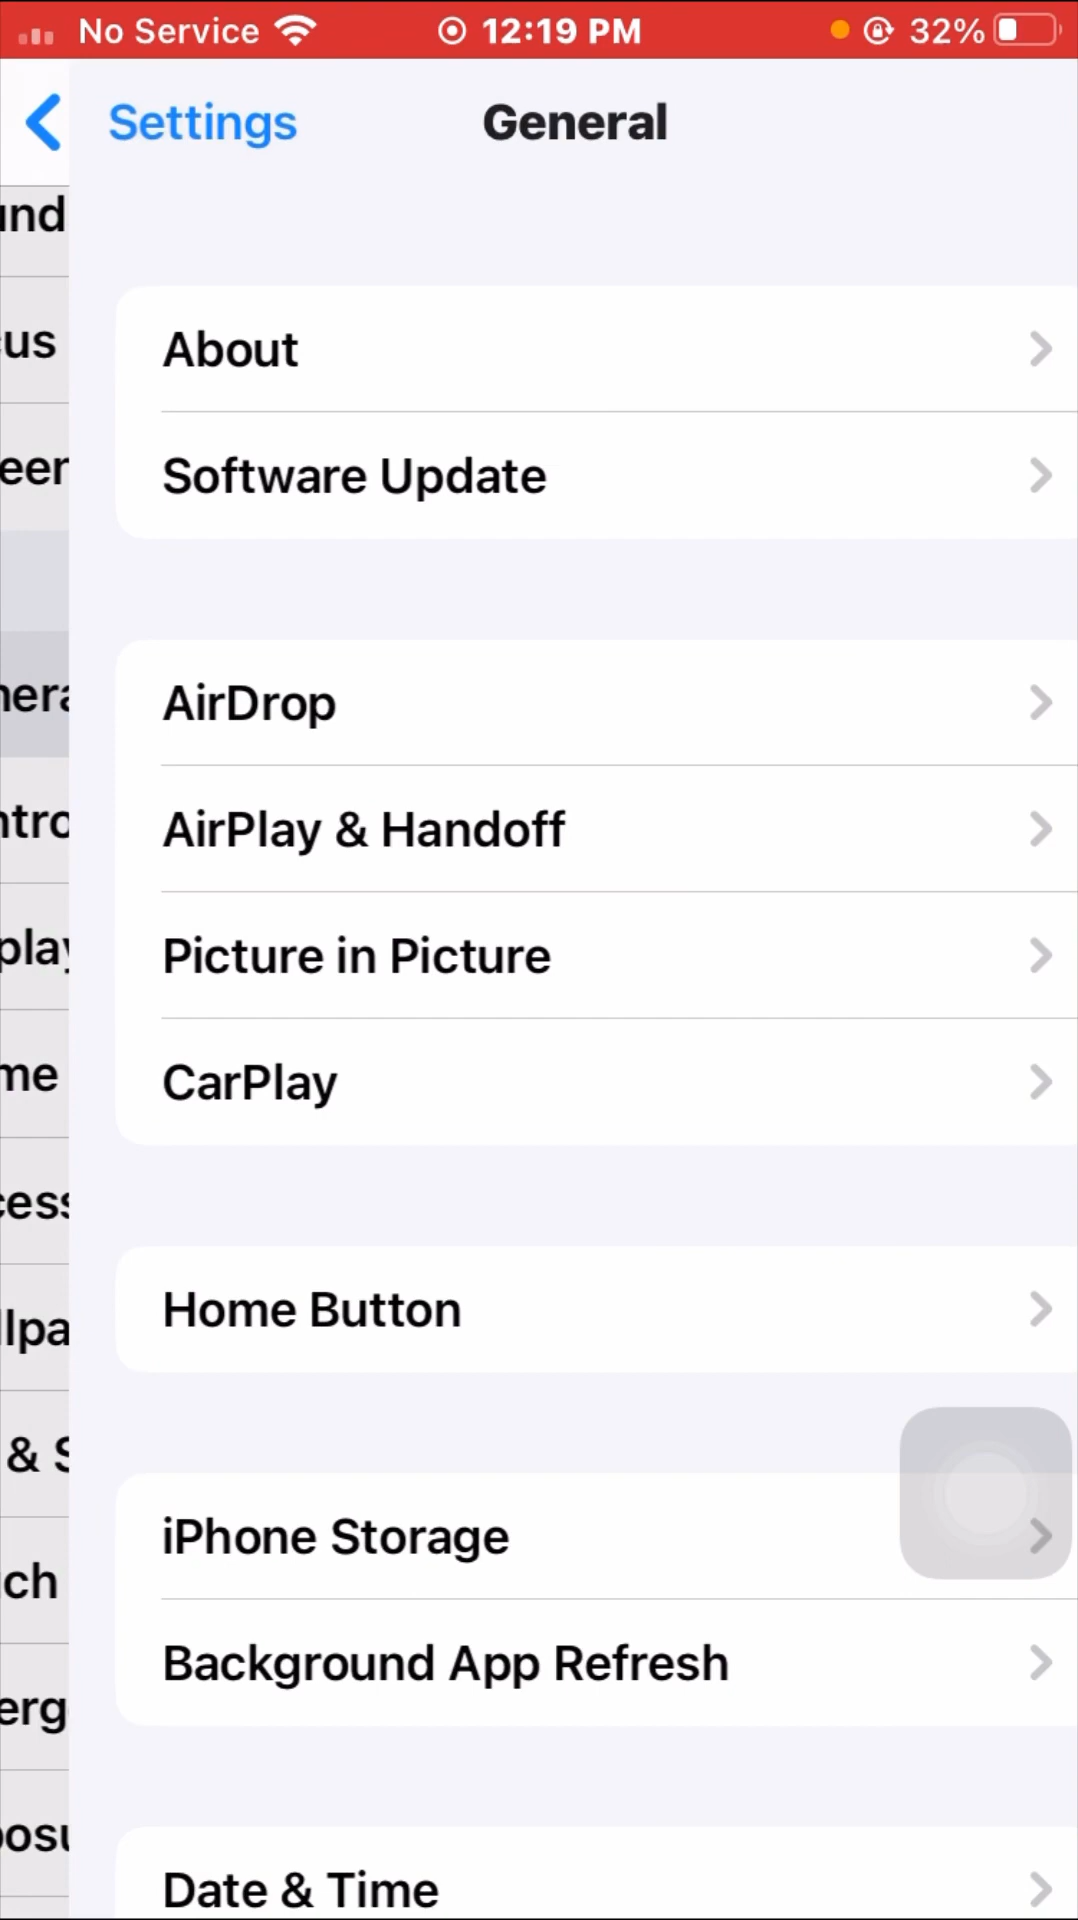 No Service 12:19 PM 32%
Settings General
About
Software Update
AirDrop
AirPlay & Handoff
Picture in Picture
CarPlay
Home Button
iPhone Storage
Background App Refresh
Date & Time